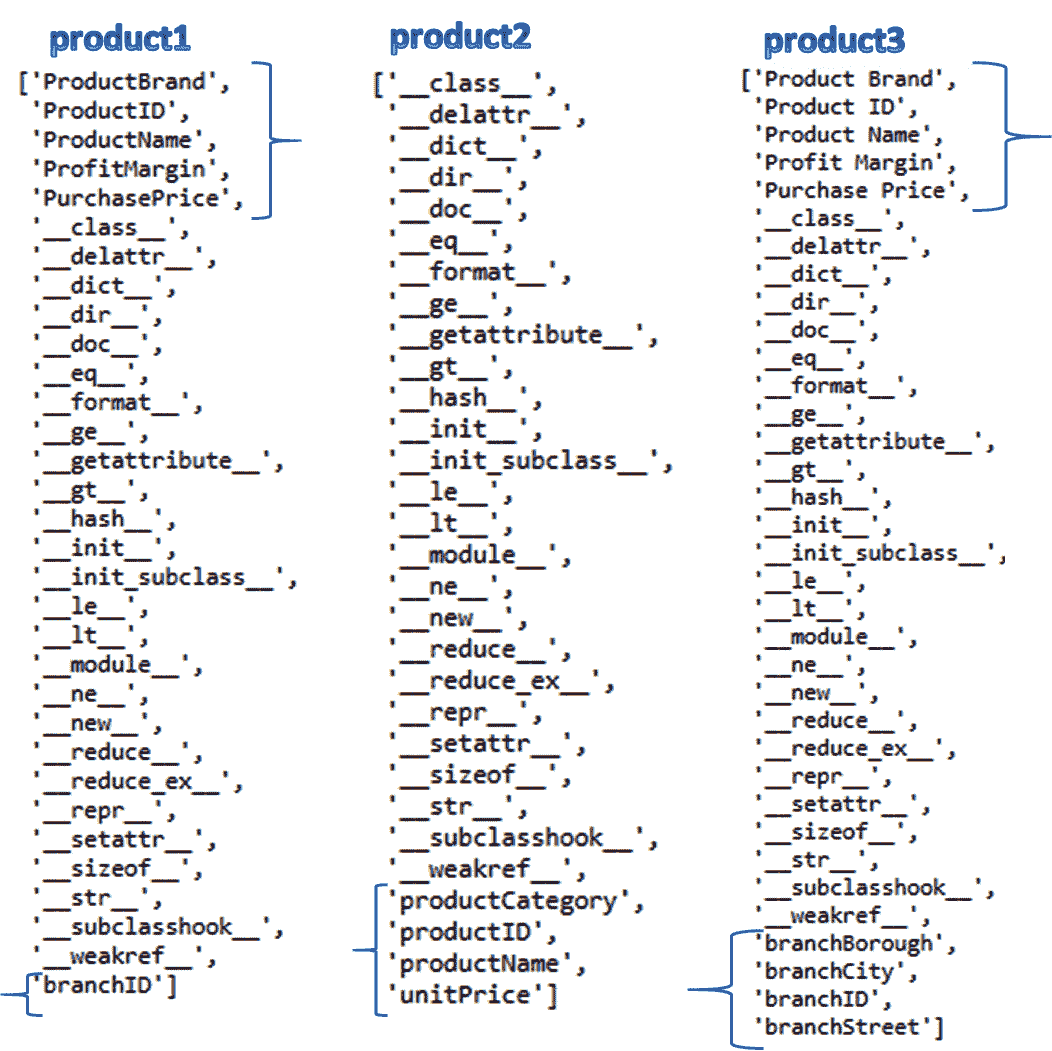 product1
['ProductBrand',
'ProductID',
'ProductName',
'ProfitMargin',
'PurchasePrice',
'__class__',
'__delattr__',
'__dict__',
'__dir__',
'__doc__',
'__eq__',
'__format__',
'__ge__',
'__getattribute__',
'__gt__',
'__hash__',
'__init__',
'__init_subclass__',
'__le__',
'__lt__',
'__module__',
'__ne__',
'__new__',
'__reduce__',
'__reduce_ex__',
'__repr__',
'__setattr__',
'__sizeof__',
'__str__',
'__subclasshook__',
'__weakref__',
'branchID']
product2
['__class__',
'__delattr__',
'__dict__',
'__dir__',
'__doc__',
'__eq__',
'__format__',
'__ge__',
'__getattribute__',
'__gt__',
'__hash__',
'__init__',
'__init_subclass__',
'__le__',
'__lt__',
'__module__',
'__ne__',
'__new__',
'__reduce__',
'__reduce_ex__',
'__repr__',
'__setattr__',
'__sizeof__',
'__str__',
'__subclasshook__',
'__weakref__',
'productCategory',
'productID',
'productName',
'unitPrice']
product3
['Product Brand',
'Product ID',
'Product Name',
'Profit Margin',
'Purchase Price',
'__class__',
'__delattr__',
'__dict__',
'__dir__',
'__doc__',
'__eq__',
'__format__',
'__ge__',
'__getattribute__',
'__gt__',
'__hash__',
'__init__',
'__init_subclass__',
'__le__',
'__lt__',
'__module__',
'__ne__',
'__new__',
'__reduce__',
'__reduce_ex__',
'__repr__',
'__setattr__',
'__sizeof__',
'__str__',
'__subclasshook__',
'__weakref__',
'branchBorough',
'branchCity',
'branchID',
'branchStreet']